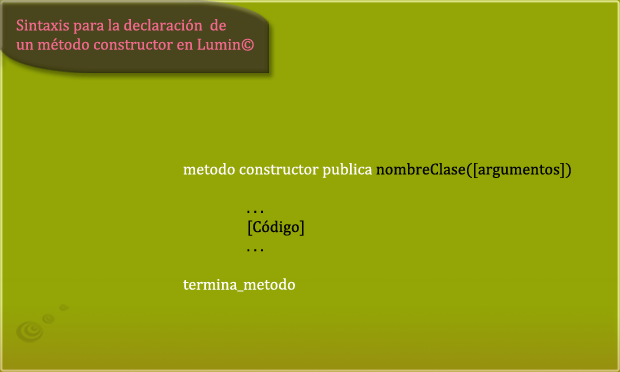 Sintaxis para la declaración de
un método constructor en Lumin©
metodo constructor publica nombreClase([argumentos])
. . .
[Código]
. . .
termina_metodo